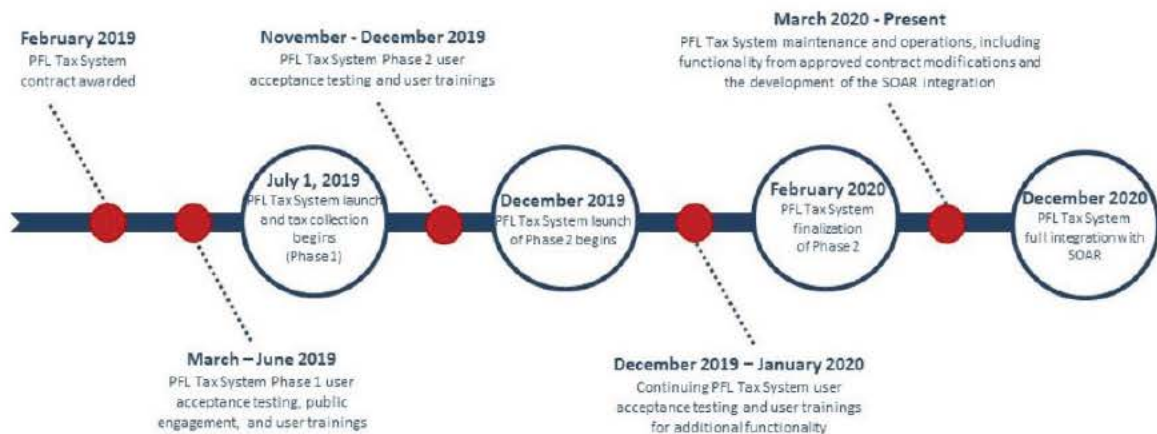 February 2019
PFL Tax System
contract awarded
March – June 2019
PFL Tax System Phase 1 user
acceptance testing, public
engagement, and user trainings
July 1, 2019
PFL Tax System launch
and tax collection
begins
(Phase 1)
November - December 2019
PFL Tax System Phase 2 user
acceptance testing and user trainings
December 2019
PFL Tax System launch
of Phase 2 begins
December 2019 – January 2020
Continuing PFL Tax System user
acceptance testing and user trainings
for additional functionality
February 2020
PFL Tax System
finalization
of Phase 2
March 2020 - Present
PFL Tax System maintenance and operations, including
functionality from approved contract modifications and
the development of the SOAR integration
December 2020
PFL Tax System
full integration with
SOAR